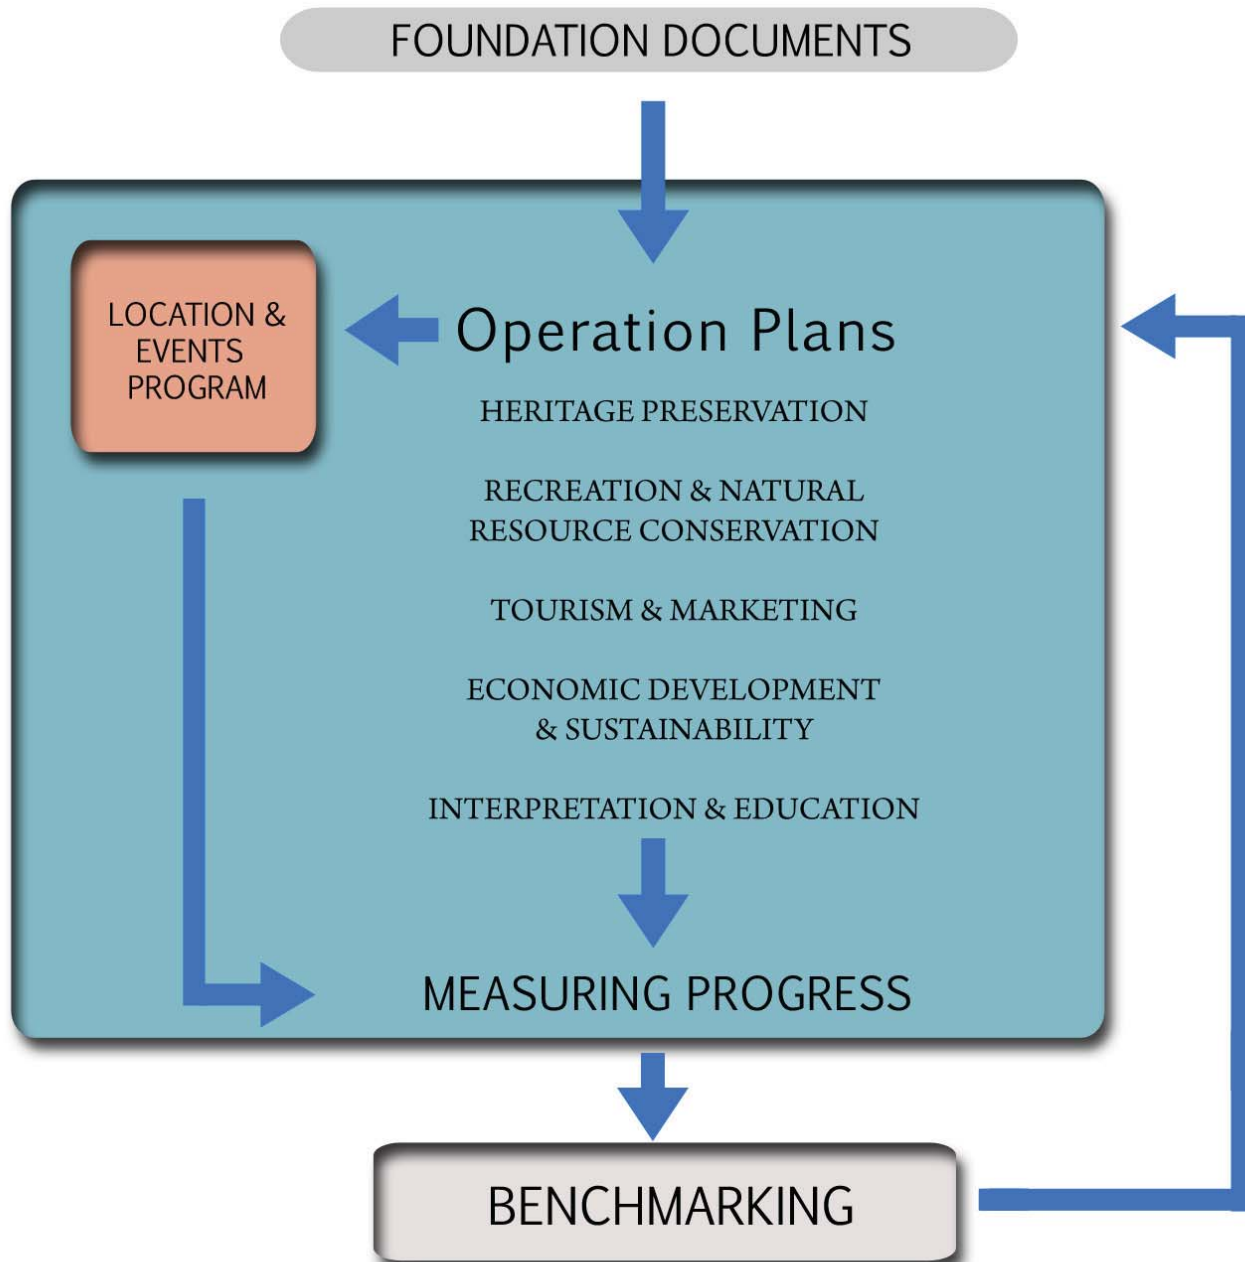 FOUNDATION DOCUMENTS
LOCATION &
EVENTS
PROGRAM
Operation Plans
HERITAGE PRESERVATION
RECREATION & NATURAL
RESOURCE CONSERVATION
TOURISM & MARKETING
ECONOMIC DEVELOPMENT
& SUSTAINABILITY
INTERPRETATION & EDUCATION
MEASURING PROGRESS
BENCHMARKING